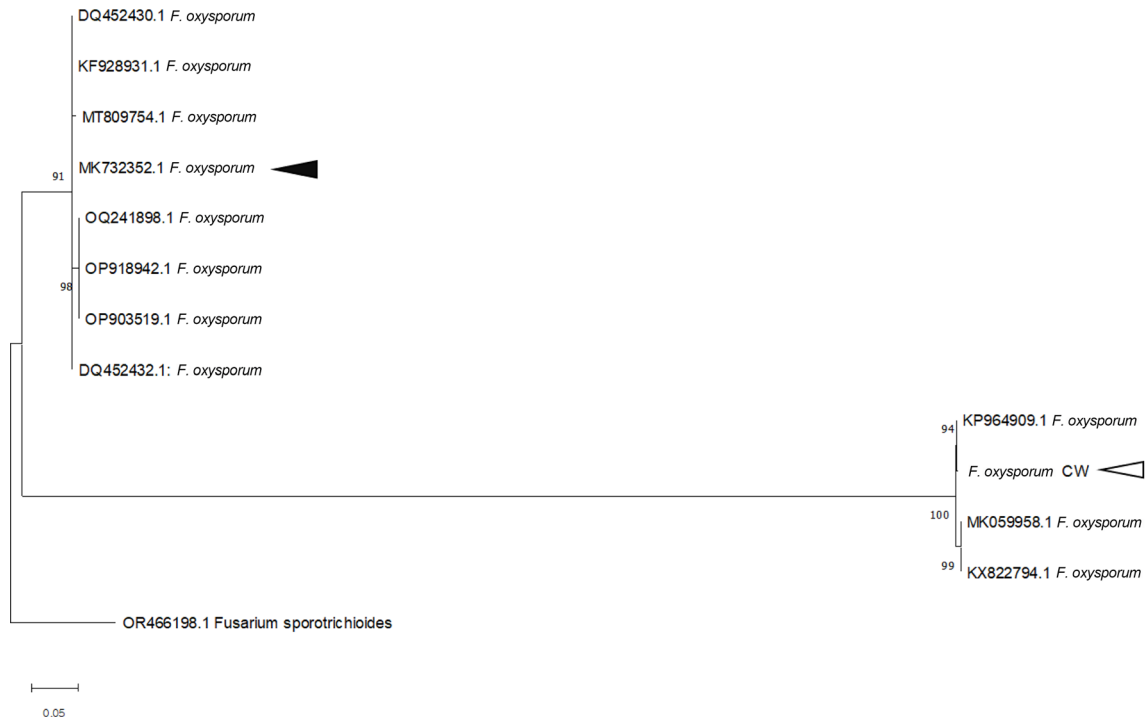 DQ452430.1 F. oxysporum
KF928931.1 F. oxysporum
MT809754.1 F. oxysporum
MK732352.1 F. oxysporum
91
OQ241898.1 F. oxysporum
OP918942.1 F. oxysporum
98
OP903519.1 F. oxysporum
DQ452432.1: F. oxysporum
KP964909.1 F. oxysporum
94
F. oxysporum CW
100
MK059958.1 F. oxysporum
99
KX822794.1 F. oxysporum
OR466198.1 Fusarium sporotrichioides
0.05